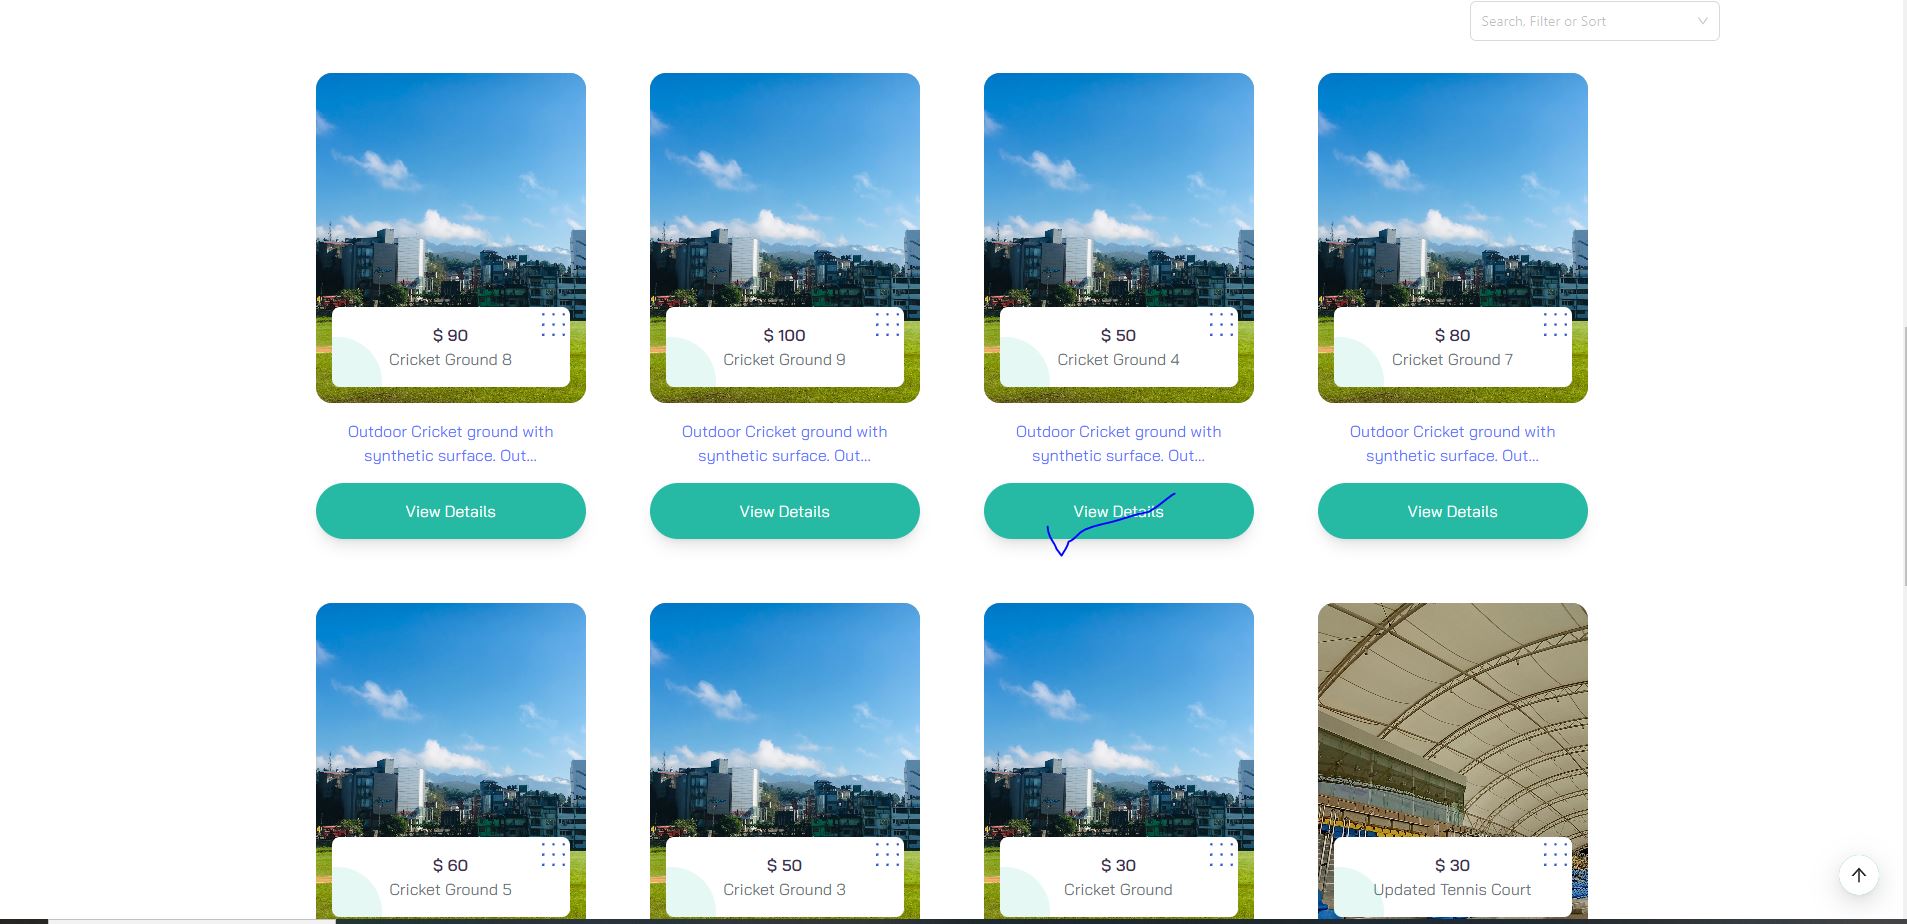 Search, Filter or Sort
$ 90
Cricket Ground 8
Outdoor Cricket ground with
synthetic surface. Out...
View Details
$ 100
Cricket Ground 9
Outdoor Cricket ground with
synthetic surface. Out...
View Details
$ 50
Cricket Ground 4
Outdoor Cricket ground with
synthetic surface. Out...
View Details
$ 80
Cricket Ground 7
Outdoor Cricket ground with
synthetic surface. Out...
View Details
$ 60
Cricket Ground 5
$ 50
Cricket Ground 3
$ 30
Cricket Ground
$ 30
Updated Tennis Court